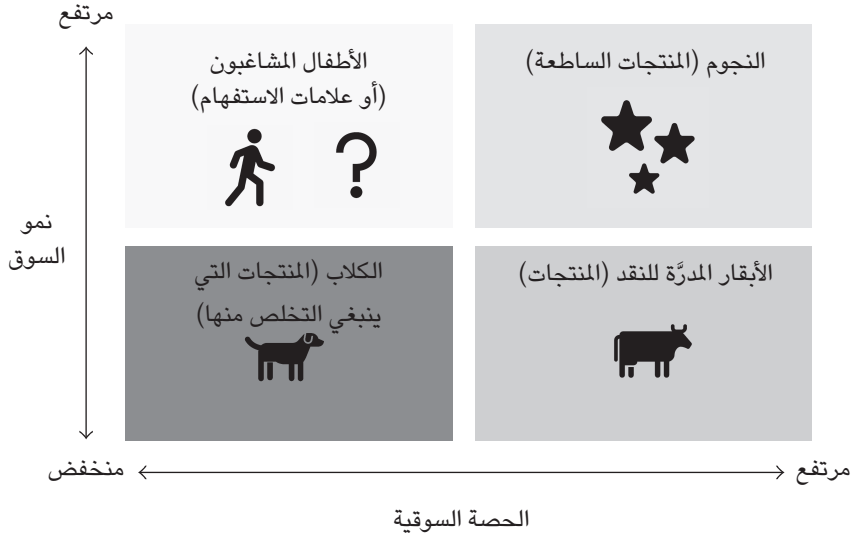 مرتفع
النجوم (المنتجات الساطعة)
الأطفال المشاغبون
(أو علامات الاستفهام)
?
نمو
السوق
الأبقار المدرَّة للنقد (المنتجات)
الكلاب (المنتجات التي
ينبغي التخلص منها)
مرتفع
منخفض
الحصة السوقية